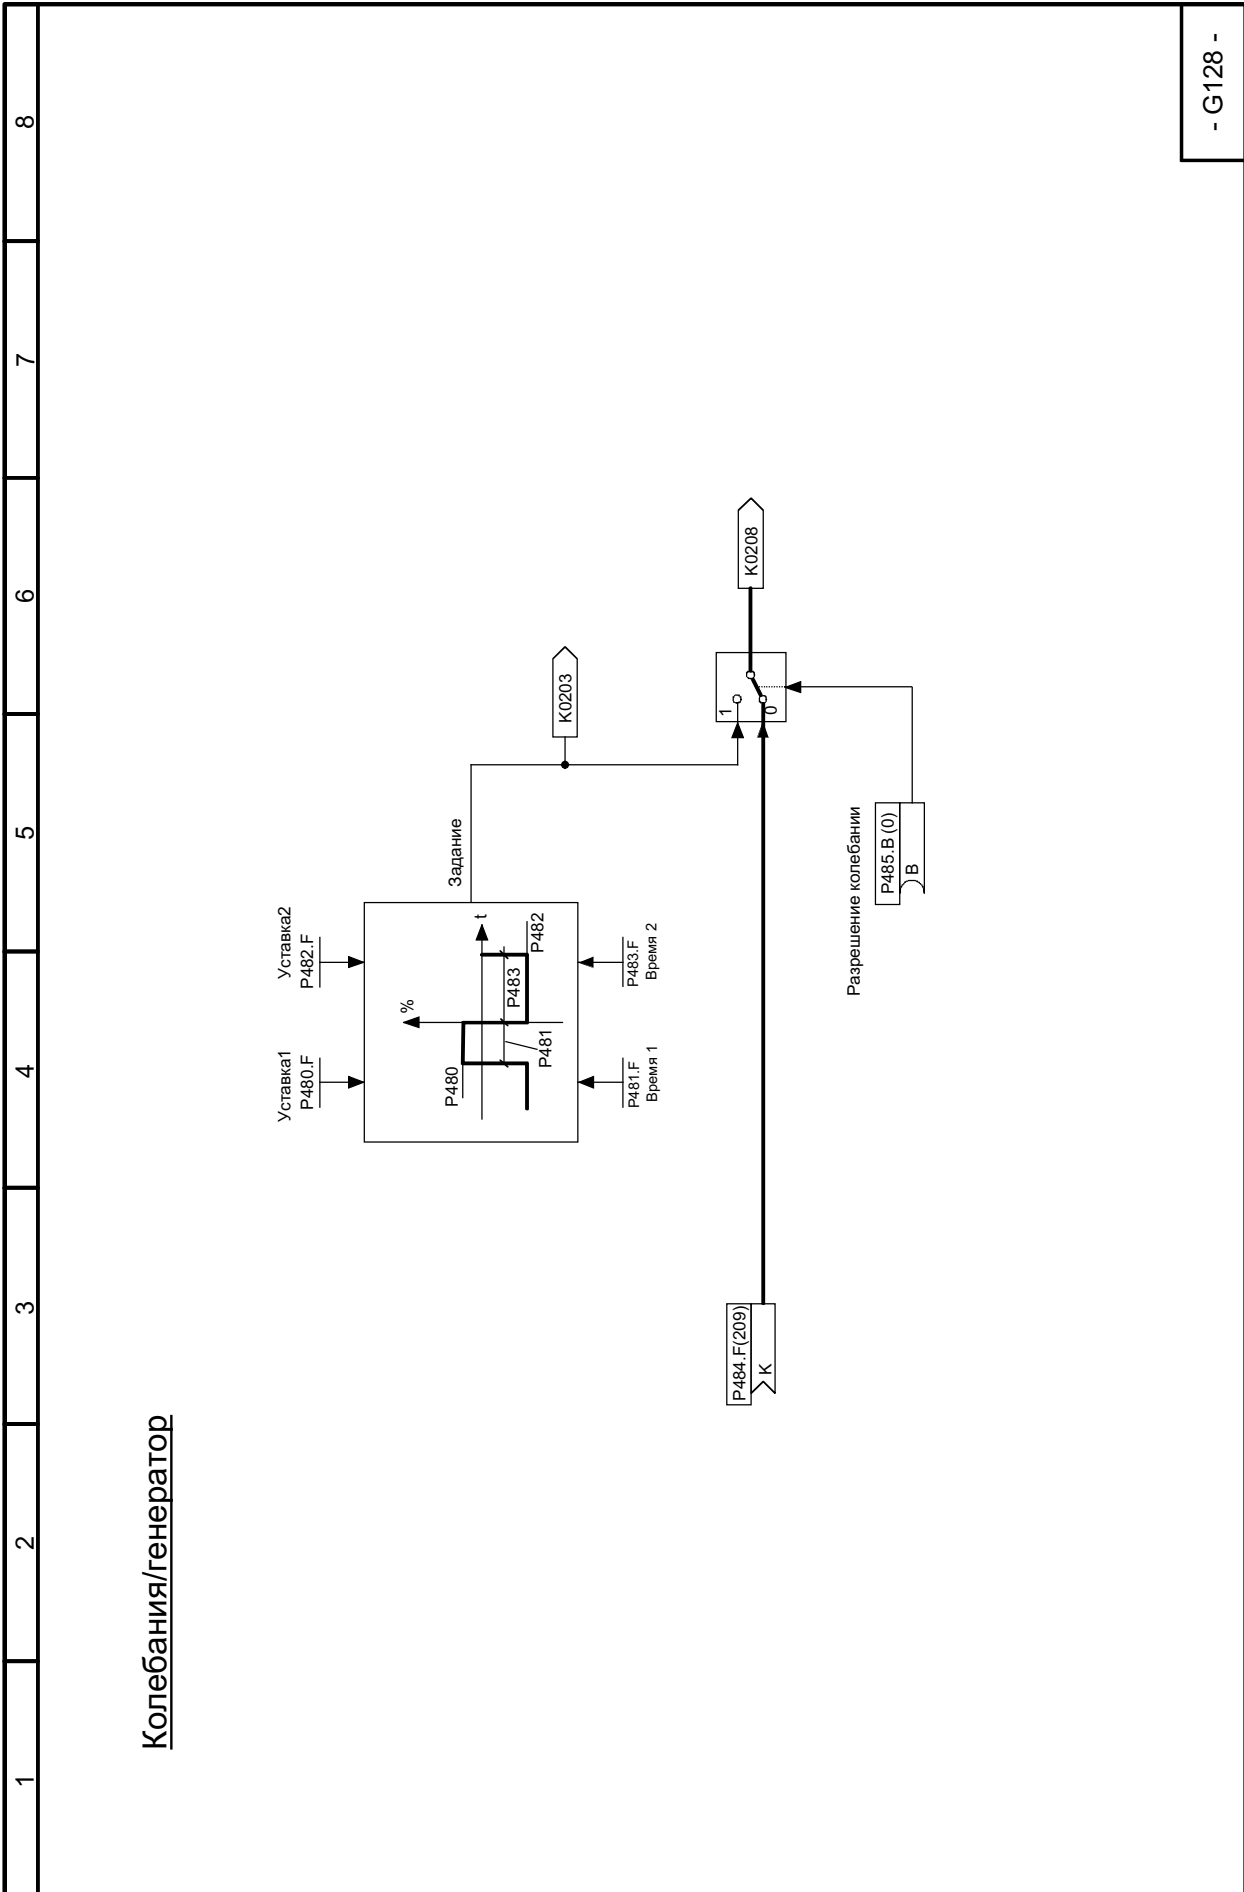 1 2 3 4 5 6 7 8
Колебания/генератор
Уставка1
P480.F
Уставка2
P482.F
%
t
P480
P481
P483
P482
P481.F
Время 1
P483.F
Время 2
Задание
K0203
1
0
K0208
P484.F(209)
K
Разрешение колебании
P485.B (0)
B
- G128 -